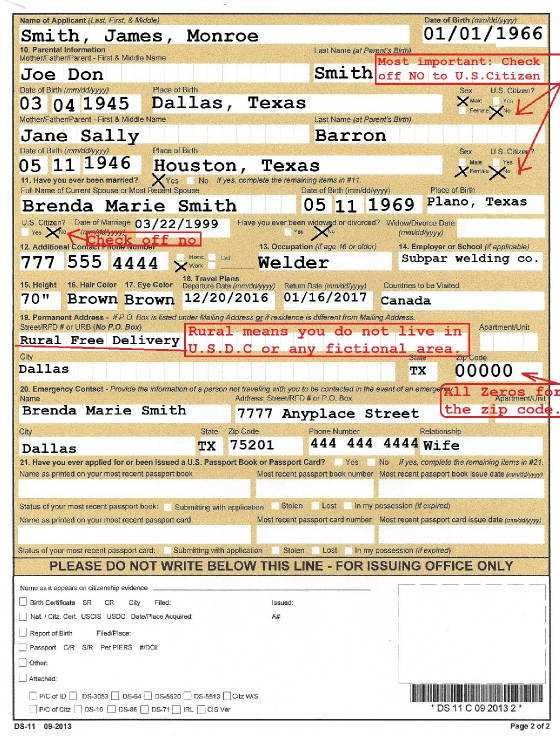 Name of Applicant (Last, First, & Middle) Date of Birth (mm/dd/yyyy)
Smith, James, Monroe 01/01/1966
10. Parental Information
Mother/Father/Parent - First & Middle Name Last Name (at Parent's Birth)
Joe Don Smith
Most important: Check
off NO to U.S.Citizen
Date of Birth (mm/dd/yyyy) Place of Birth Sex U.S. Citizen?
03 04 1945 Dallas, Texas X Male Yes
Female X No
Mother/Father/Parent - First & Middle Name Last Name (at Parent's Birth)
Jane Sally Barron
Date of Birth (mm/dd/yyyy) Place of Birth Sex U.S. Citizen?
05 11 1946 Houston, Texas Male Yes
X Female X No
11. Have you ever been married? X Yes No If yes, complete the remaining items in #11.
Full Name of Current Spouse or Most Recent Spouse Date of Birth (mm/dd/yyyy) Place of Birth
Brenda Marie Smith 05 11 1969 Plano, Texas
U.S. Citizen? Date of Marriage 03/22/1999 Have you ever been widowed or divorced? Widow/Divorce Date
Yes X No (mm/dd/yyyy) Yes X No (mm/dd/yyyy)
Check off no
12. Additional Contact Phone Number 13. Occupation (if age 16 or older) 14. Employer or School (if applicable)
777 555 4444 Home Cell Welder Subpar welding co.
X Work
18. Travel Plans
15. Height 16. Hair Color 17. Eye Color Departure Date (mm/dd/yyyy) Return Date (mm/dd/yyyy) Countries to be Visited
70" Brown Brown 12/20/2016 01/16/2017 Canada
19. Permanent Address - If P.O. Box is listed under Mailing Address or if residence is different from Mailing Address.
Street/RFD # or URB (No P.O. Box) Apartment/Unit
Rural Free Delivery
Rural means you do not live in
U.S.D.C or any fictional area.
City State Zip Code
Dallas TX 00000
All Zeros for
the zip code.
20. Emergency Contact - Provide the information of a person not traveling with you to be contacted in the event of an emergency
Name Address: Street/RFD # or P.O. Box Apartment/Unit
Brenda Marie Smith 7777 Anyplace Street
City State Zip Code Phone Number Relationship
Dallas TX 75201 444 444 4444 Wife
21. Have you ever applied for or been issued a U.S. Passport Book or Passport Card? Yes No If yes, complete the remaining items in #21.
Name as printed on your most recent passport book Most recent passport book number Most recent passport book issue date (mm/dd/yyyy)
Status of your most recent passport book: Submitting with application Stolen Lost In my possession (if expired)
Name as printed on your most recent passport card Most recent passport card number Most recent passport card issue date (mm/dd/yyyy)
Status of your most recent passport card: Submitting with application Stolen Lost In my possession (if expired)
PLEASE DO NOT WRITE BELOW THIS LINE - FOR ISSUING OFFICE ONLY
Name as it appears on citizenship evidence
Birth Certificate SR CR City Filed: Issued:
Nat. / Citz. Cert. USCIS USDC Date/Place Acquired: A#
Report of Birth Filed/Place:
Passport C/R S/R Per PIERS #/DOI:
Other:
Attached:
P/C of ID DS-3053 DS-64 DS-5520 DS-5513 Citz W/S
P/C of Citz DS-10 DS-86 DS-71 IRL CIS Ver
* DS 11 C 09 2013 2 *
DS-11 09-2013 Page 2 of 2